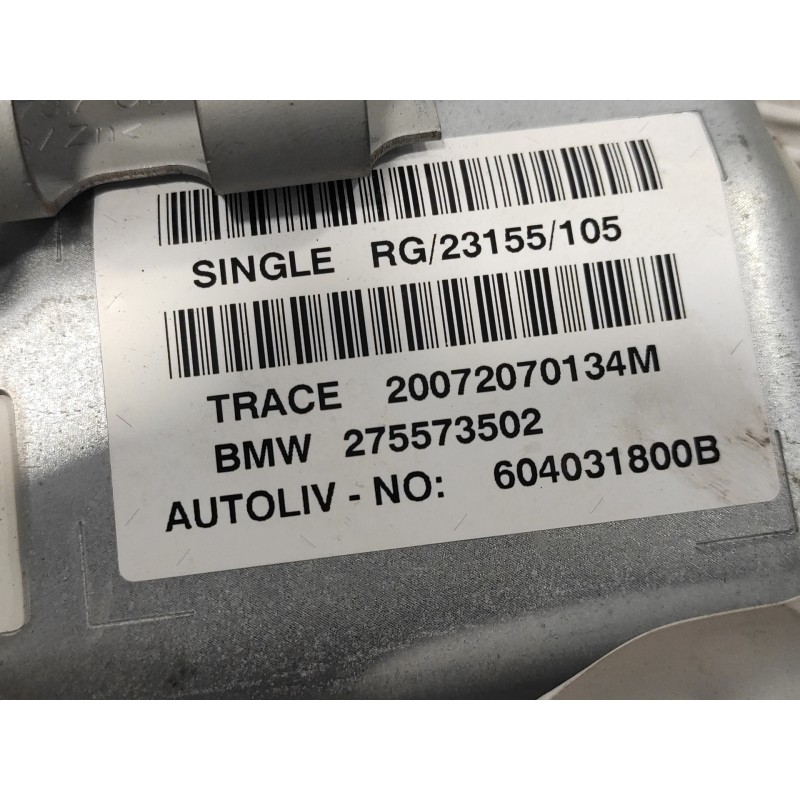 SINGLE RG/23155/105
TRACE 20072070134M
BMW 275573502
AUTOLIV - NO: 604031800B